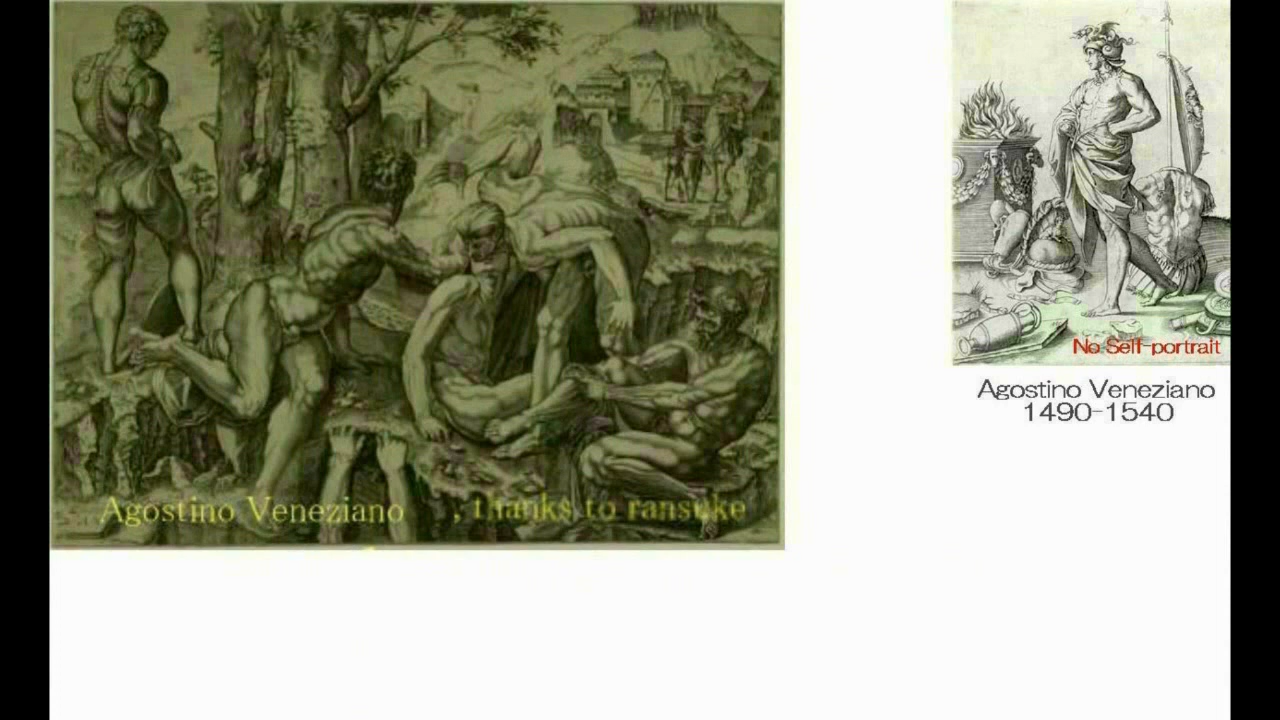 Agostino Veneziano , thanks to ransuke
No Self-portrait
Agostino Veneziano
1490-1540